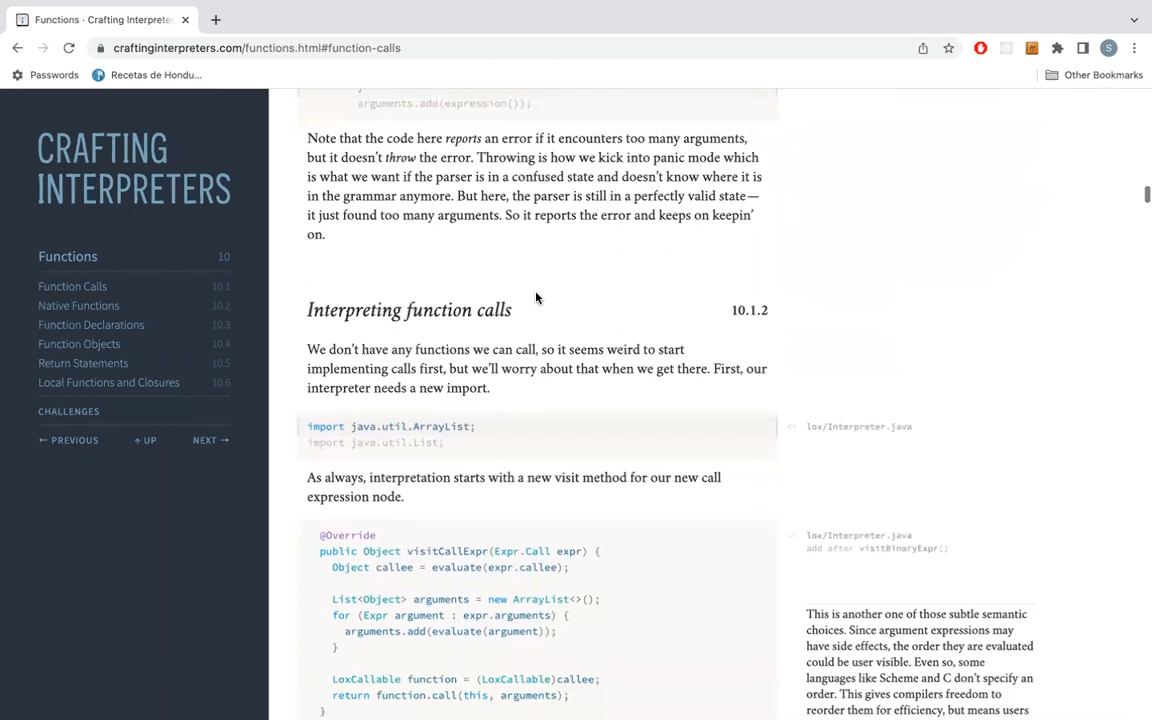 Functions · Crafting Interprete
craftinginterpreters.com/functions.html#function-calls
S
Passwords
Recetas de Hondu...
Other Bookmarks
CRAFTING
INTERPRETERS
Functions 10
Function Calls 10.1
Native Functions 10.2
Function Declarations 10.3
Function Objects 10.4
Return Statements 10.5
Local Functions and Closures 10.6
CHALLENGES
← PREVIOUS ↑ UP NEXT →
arguments.add(expression());
Note that the code here reports an error if it encounters too many arguments,
but it doesn’t throw the error. Throwing is how we kick into panic mode which
is what we want if the parser is in a confused state and doesn’t know where it is
in the grammar anymore. But here, the parser is still in a perfectly valid state—
it just found too many arguments. So it reports the error and keeps on keepin’
on.
Interpreting function calls 10.1.2
We don’t have any functions we can call, so it seems weird to start
implementing calls first, but we’ll worry about that when we get there. First, our
interpreter needs a new import.
import java.util.ArrayList;
import java.util.List;
<< lox/Interpreter.java
As always, interpretation starts with a new visit method for our new call
expression node.
@Override
public Object visitCallExpr(Expr.Call expr) {
Object callee = evaluate(expr.callee);
List<Object> arguments = new ArrayList<>();
for (Expr argument : expr.arguments) {
arguments.add(evaluate(argument));
}
LoxCallable function = (LoxCallable)callee;
return function.call(this, arguments);
}
<< lox/Interpreter.java
add after visitBinaryExpr()
This is another one of those subtle semantic
choices. Since argument expressions may
have side effects, the order they are evaluated
could be user visible. Even so, some
languages like Scheme and C don’t specify an
order. This gives compilers freedom to
reorder them for efficiency, but means users